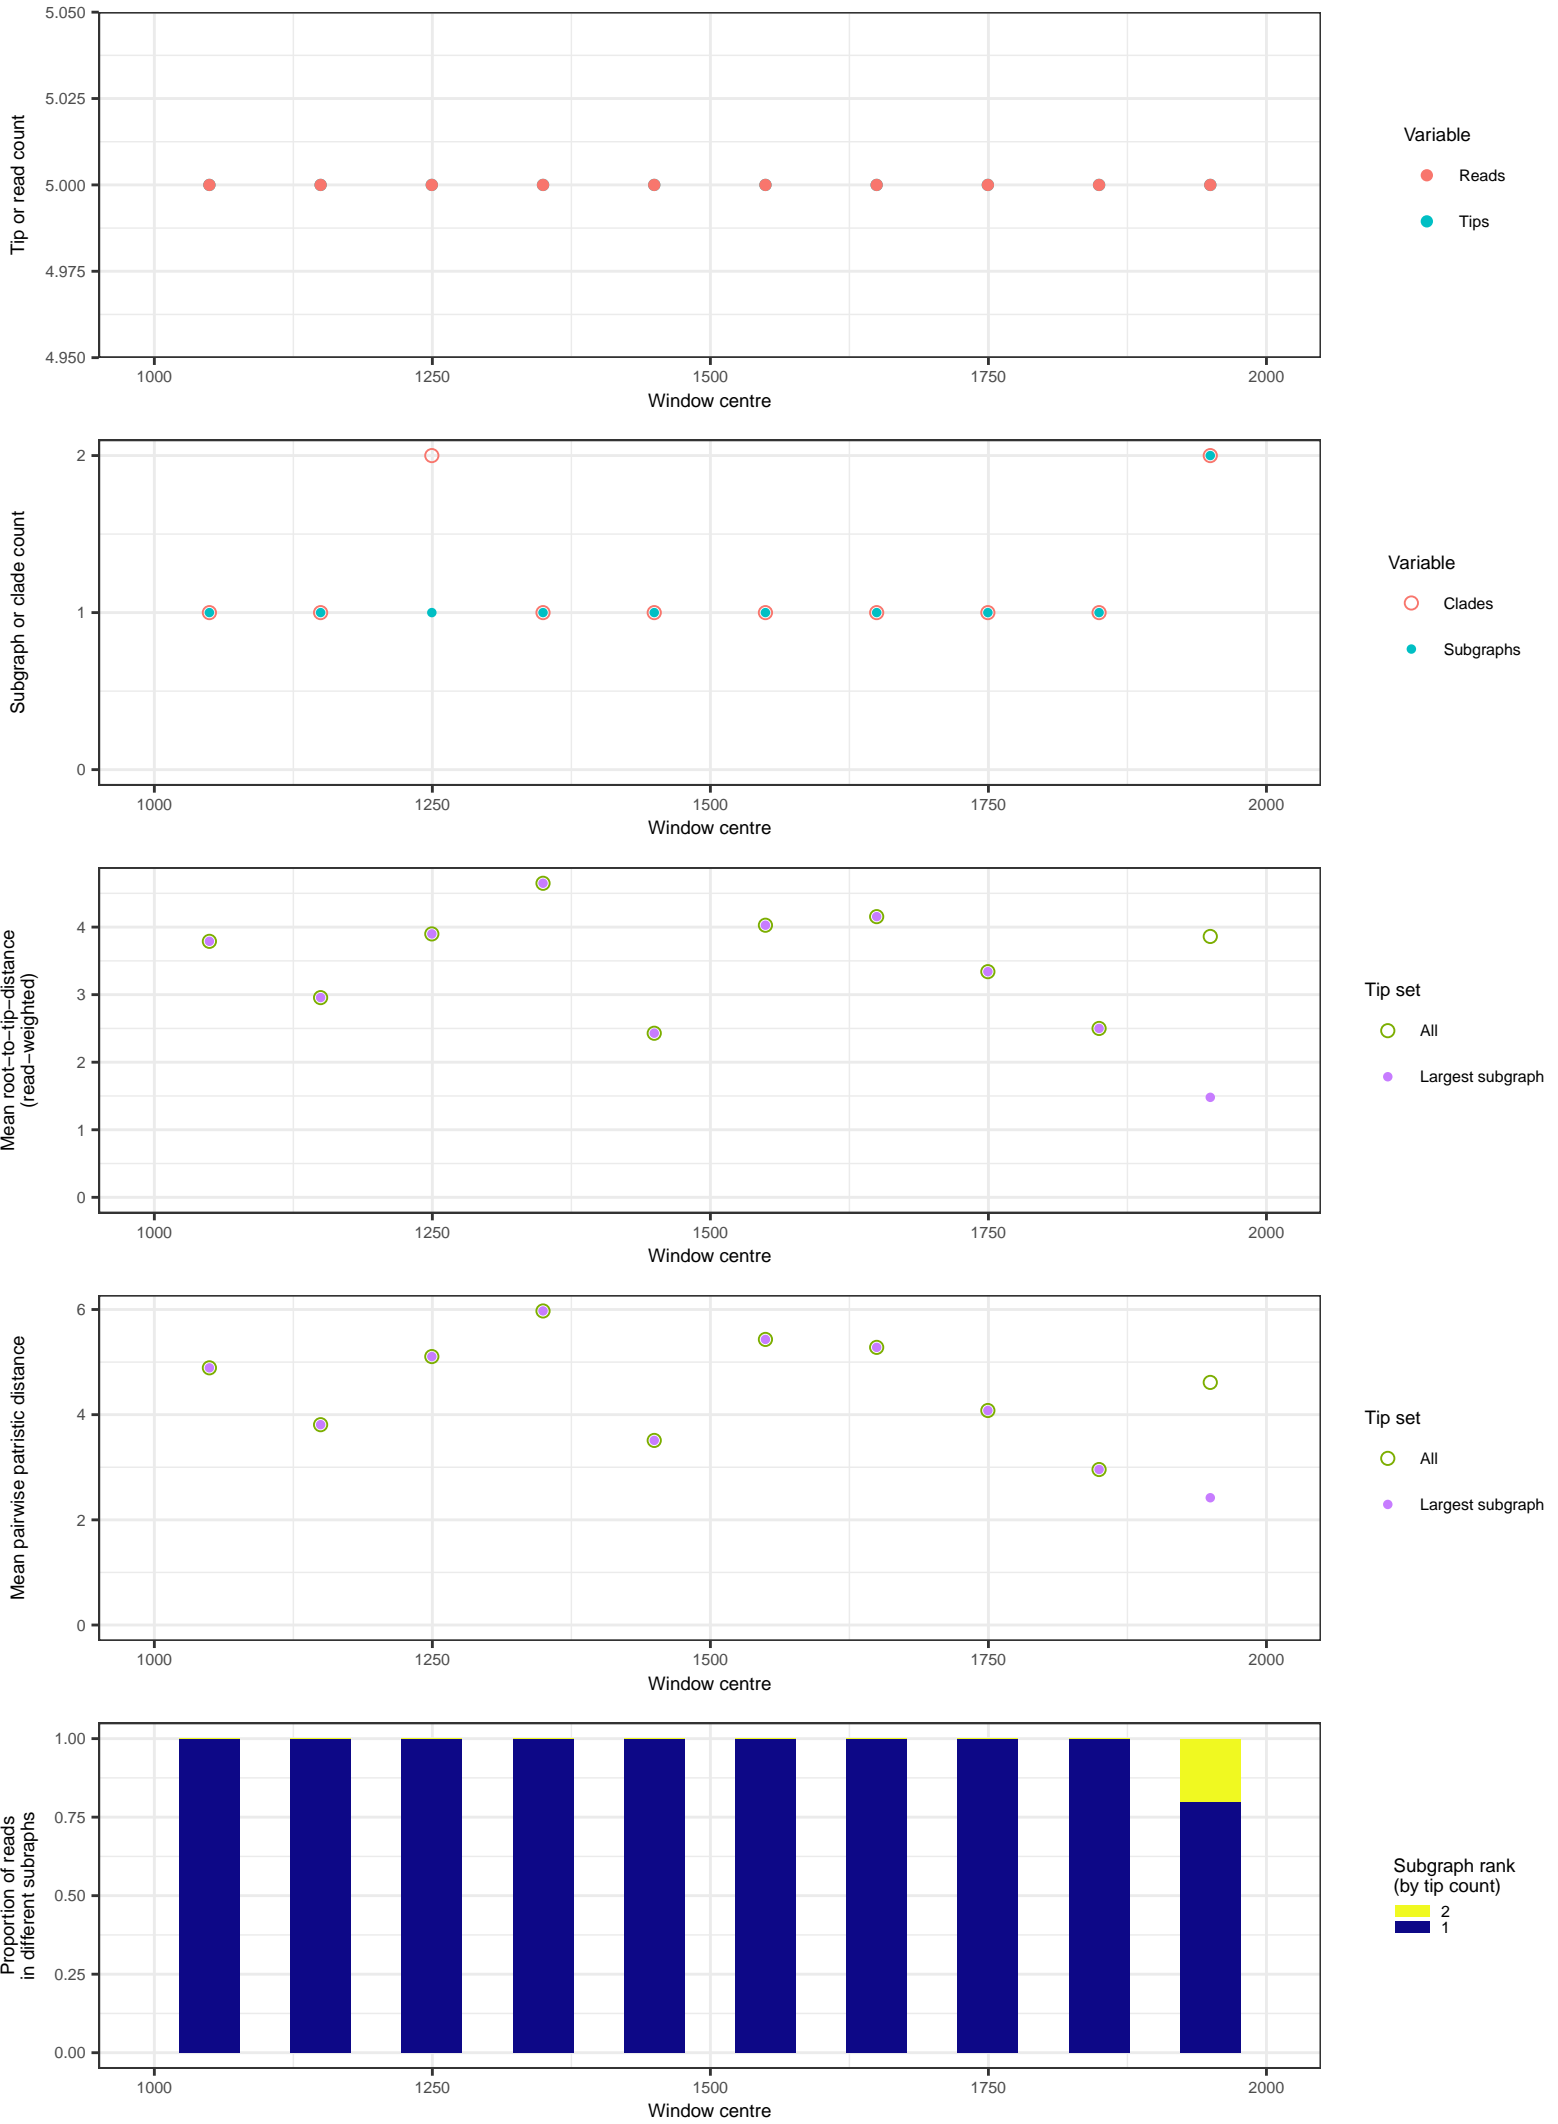 5.050
5.025
5.000
4.975
4.950
Tip or read count
1000 1250 1500 1750 2000
Window centre
Variable
Reads
Tips
2
1
0
Subgraph or clade count
1000 1250 1500 1750 2000
Window centre
Variable
Clades
Subgraphs
4
3
2
1
0
Mean root−to−tip−distance
(read−weighted)
1000 1250 1500 1750 2000
Window centre
Tip set
All
Largest subgraph
6
4
2
0
Mean pairwise patristic distance
1000 1250 1500 1750 2000
Window centre
Tip set
All
Largest subgraph
1.00
0.75
0.50
0.25
0.00
Proportion of reads
in different subraphs
1000 1250 1500 1750 2000
Window centre
Subgraph rank
(by tip count)
2
1